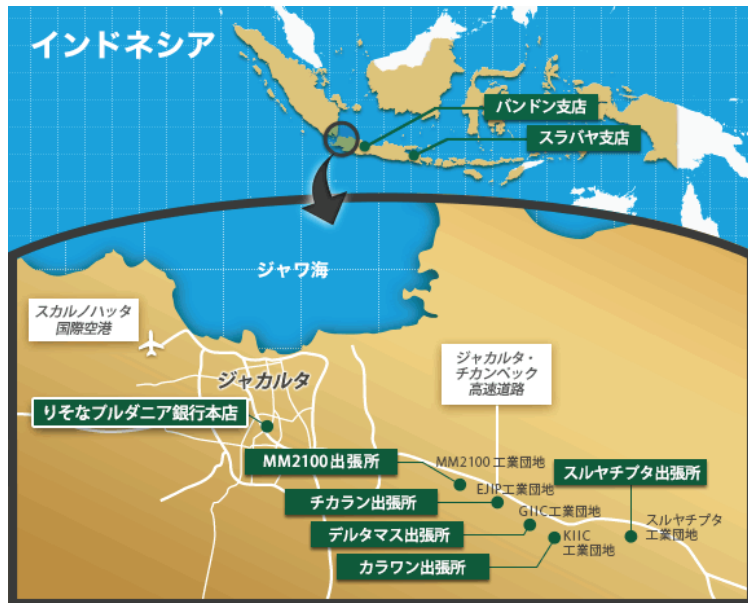 インドネシア
バンドン支店
スラバヤ支店
ジャワ海
スカルノハッタ
国際空港
ジャカルタ・
チカンペック
高速道路
ジャカルタ
りそなプルダニア銀行本店
MM2100出張所
MM2100工業団地
スルヤチプタ出張所
チカラン出張所
EJIP工業団地
デルタマス出張所
GIIC工業団地
スルヤチプタ
工業団地
カラワン出張所
KIIC
工業団地